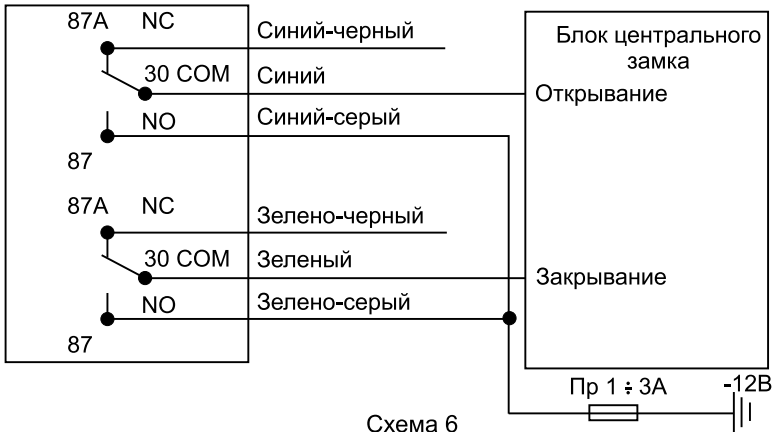 87A NC
Синий-черный
30 COM
Синий
NO
Синий-серый
87
87A NC
Зелено-черный
30 COM
Зеленый
NO
Зелено-серый
87
Блок центрального
замка
Открывание
Закрывание
Пр 1 ÷ 3А
-12В
Схема 6